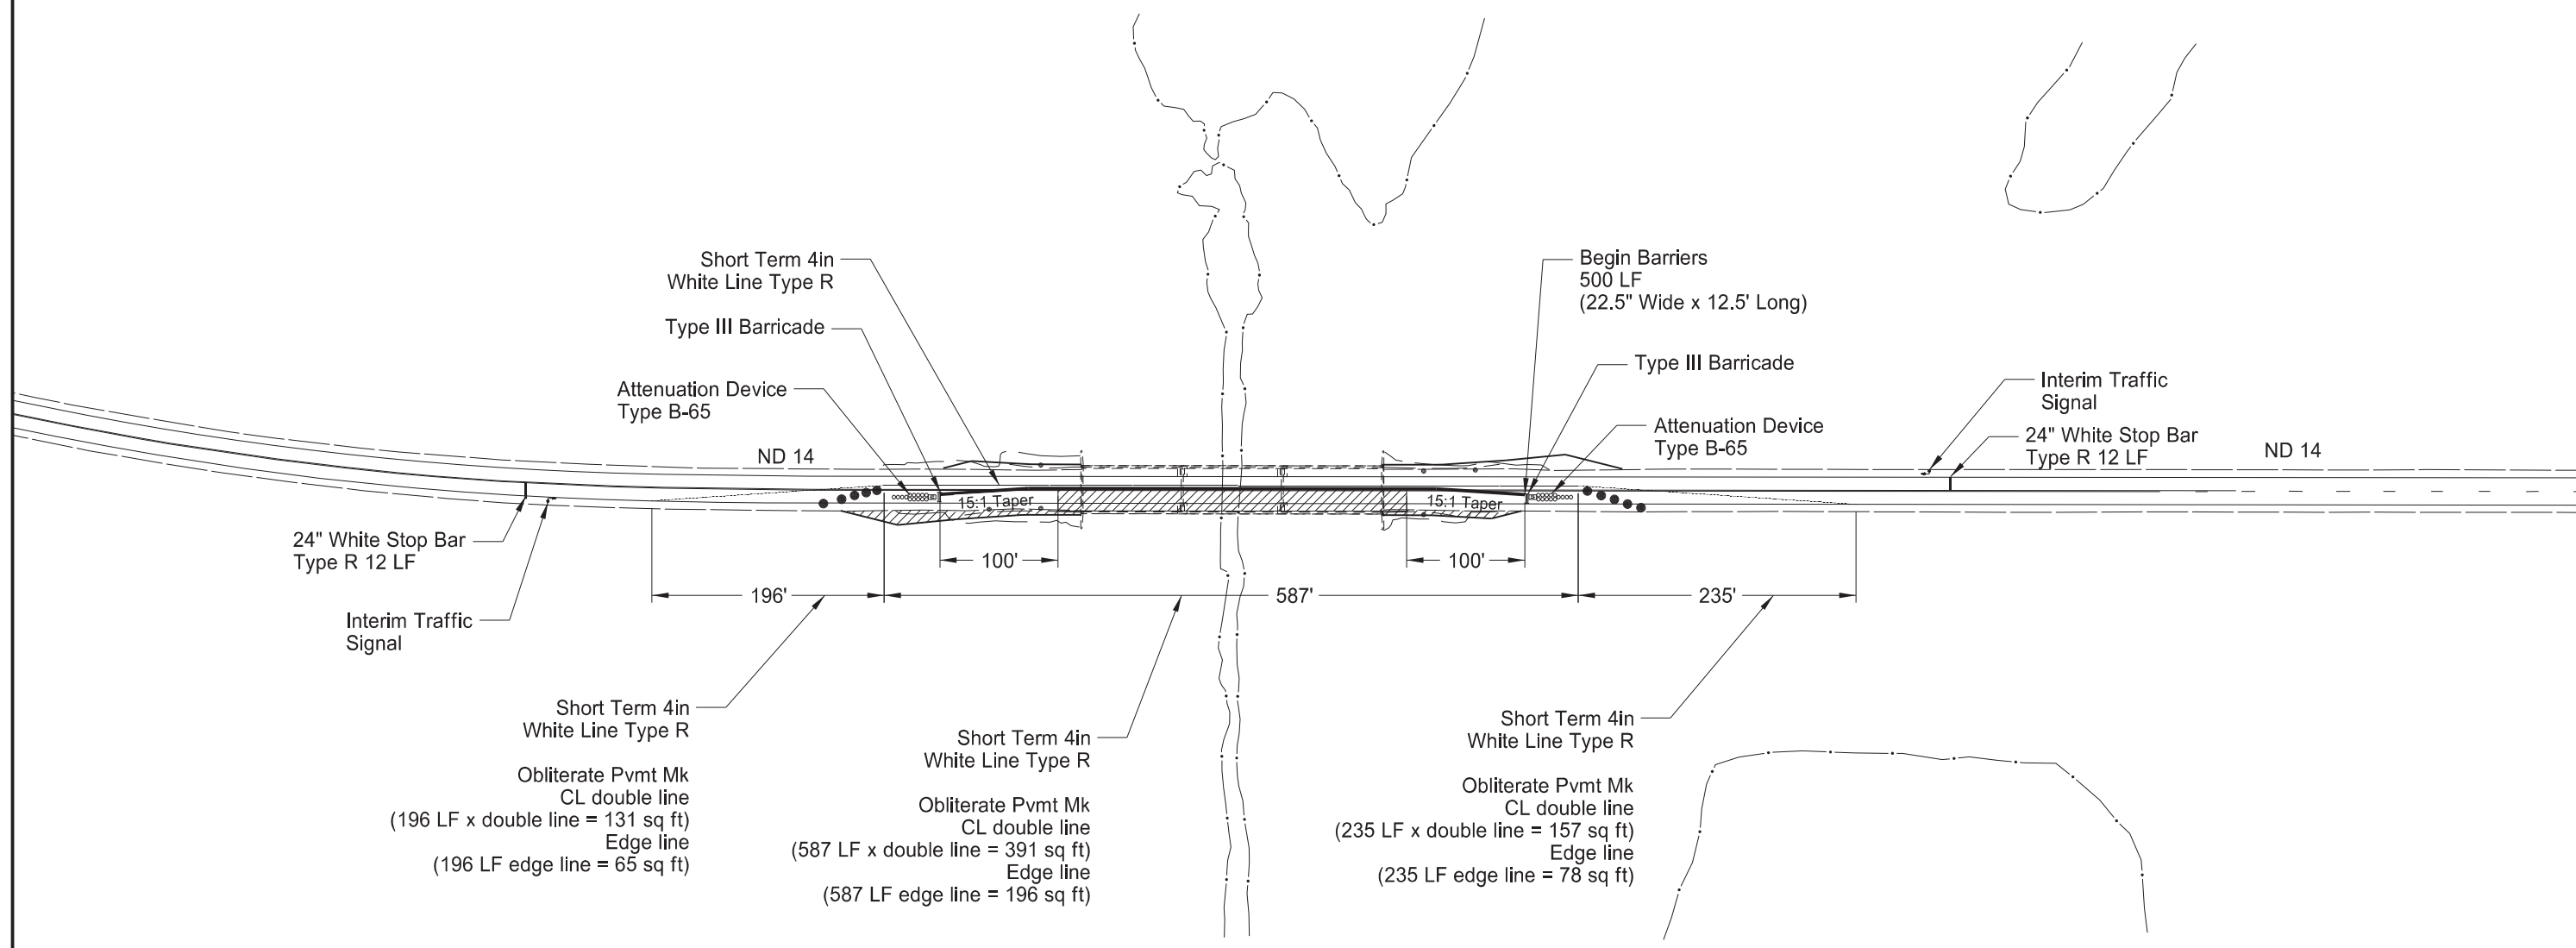 Short Term 4in
White Line Type R
Type III Barricade
Attenuation Device
Type B-65
Begin Barriers
500 LF
(22.5" Wide x 12.5' Long)
Type III Barricade
Attenuation Device
Type B-65
Interim Traffic
Signal
24" White Stop Bar
Type R 12 LF
ND 14
ND 14
15:1 Taper
15:1 Taper
24" White Stop Bar
Type R 12 LF
Interim Traffic
Signal
100'
100'
196'
587'
235'
Short Term 4in
White Line Type R
Obliterate Pvmt Mk
CL double line
(196 LF x double line = 131 sq ft)
Edge line
(196 LF edge line = 65 sq ft)
Short Term 4in
White Line Type R
Obliterate Pvmt Mk
CL double line
(587 LF x double line = 391 sq ft)
Edge line
(587 LF edge line = 196 sq ft)
Short Term 4in
White Line Type R
Obliterate Pvmt Mk
CL double line
(235 LF x double line = 157 sq ft)
Edge line
(235 LF edge line = 78 sq ft)